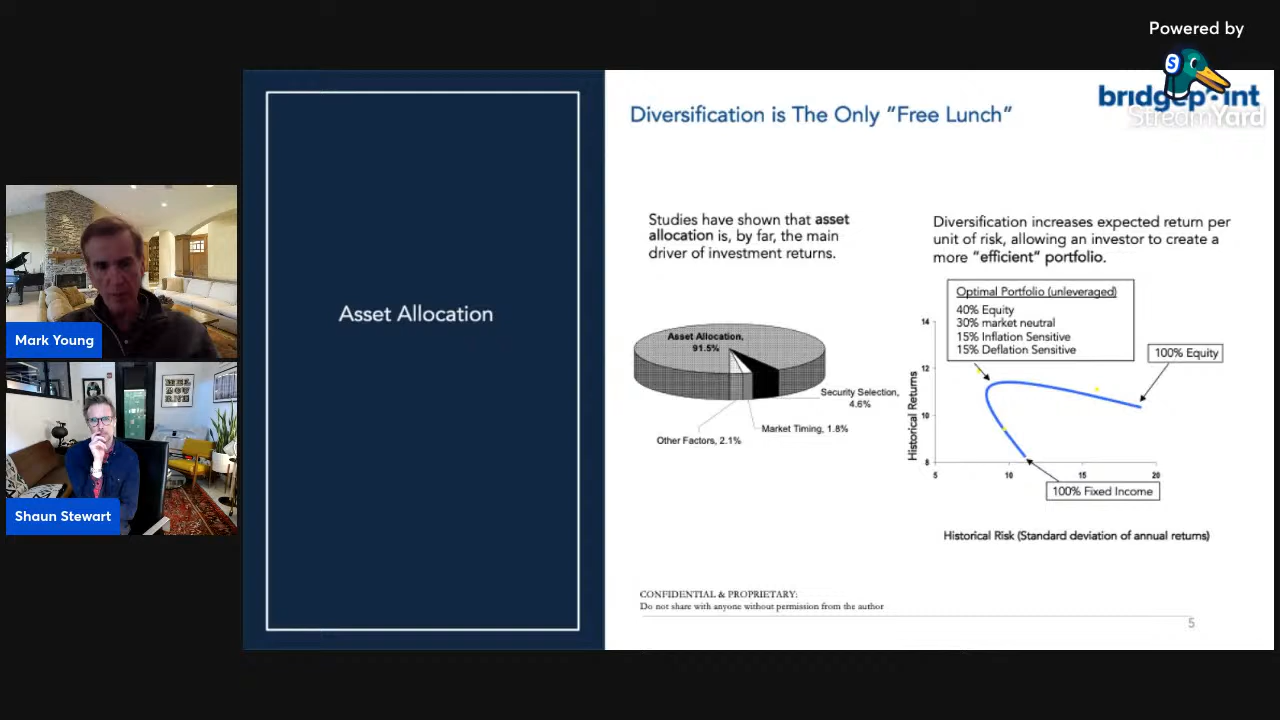 Powered by
S
StreamYard
bridgepoint
Mark Young
Shaun Stewart
Asset Allocation
Diversification is The Only “Free Lunch”
Studies have shown that asset
allocation is, by far, the main
driver of investment returns.
Asset Allocation,
91.5%
Security Selection,
4.6%
Market Timing, 1.8%
Other Factors, 2.1%
Diversification increases expected return per
unit of risk, allowing an investor to create a
more “efficient” portfolio.
Optimal Portfolio (unleveraged)
40% Equity
30% market neutral
15% Inflation Sensitive
15% Deflation Sensitive
100% Equity
100% Fixed Income
Historical Returns
14
12
10
8
5
10
15
20
Historical Risk (Standard deviation of annual returns)
CONFIDENTIAL & PROPRIETARY:
Do not share with anyone without permission from the author
5